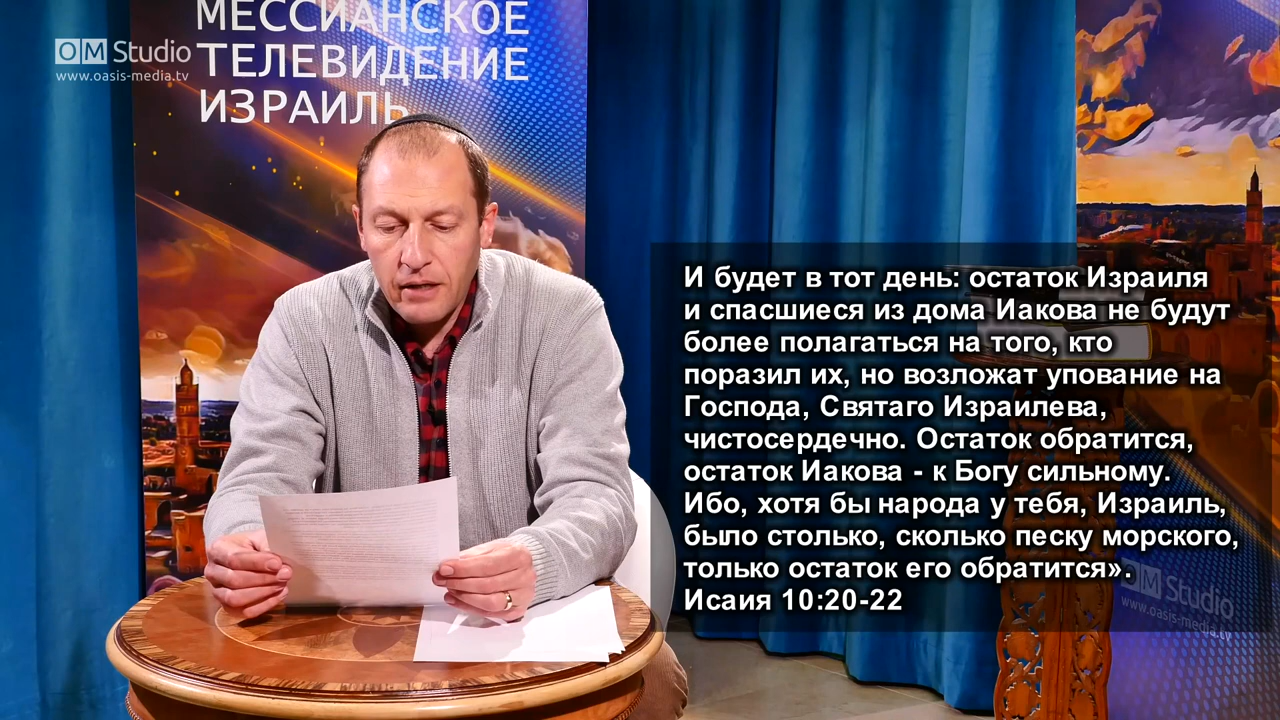 OM Studio
www.oasis-media.tv
МЕССИАНСКОЕ
ТЕЛЕВИДЕНИЕ
ИЗРАИЛЬ
И будет в тот день: остаток Израиля
и спасшиеся из дома Иакова не будут
более полагаться на того, кто
поразил их, но возложат упование на
Господа, Святаго Израилева,
чистосердечно. Остаток обратится,
остаток Иакова - к Богу сильному.
Ибо, хотя бы народа у тебя, Израиль,
было столько, сколько песку морского,
только остаток его обратится».
Исаия 10:20-22
OM Studio
www.oasis-media.tv